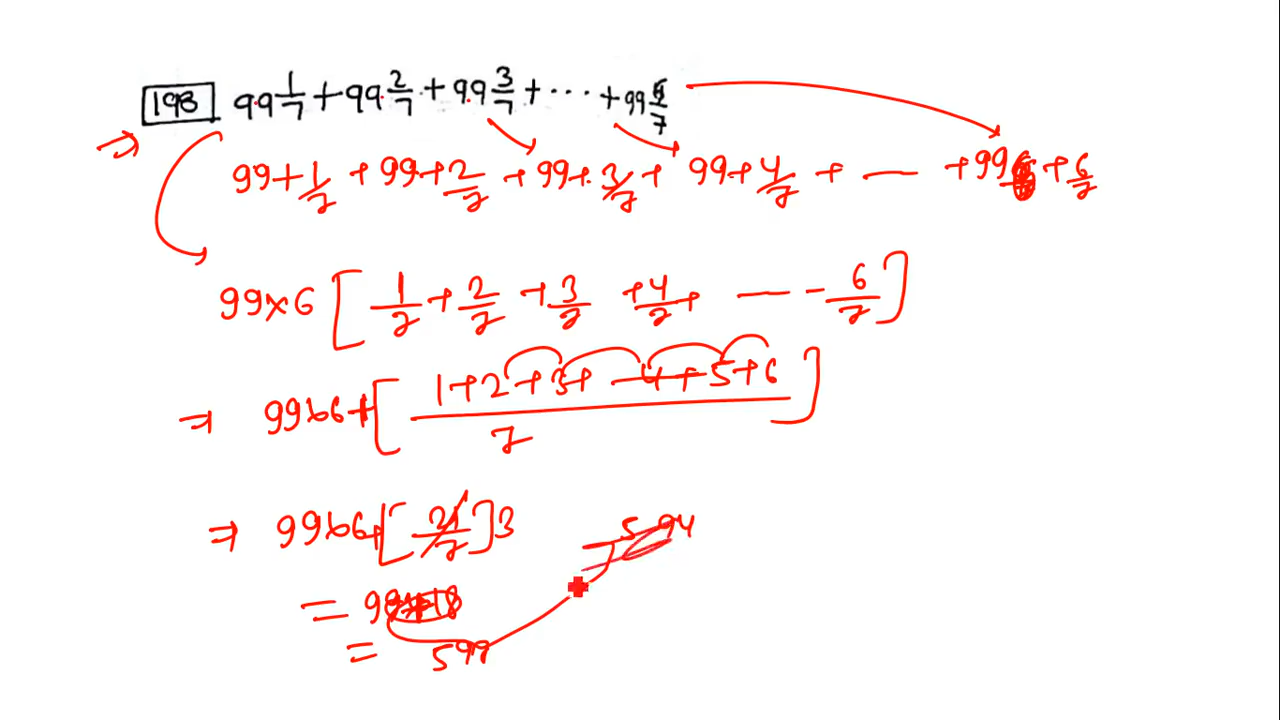 198 99 1/7 + 99 2/7 + 99 3/7 + ··· + 99 6/7
⇒ 99 + 1/7 + 99 + 2/7 + 99 + 3/7 + 99 + 4/7 + — + 99 + 6/7
99 × 6 [ 1/7 + 2/7 + 3/7 + 4/7 + — - 6/7 ]
⇒ 99×6 + [ 1+2+3+ - 4+5+6 / 7 ]
⇒ 99×6 + [ 21/7 ] 3
594
= 99
= 599